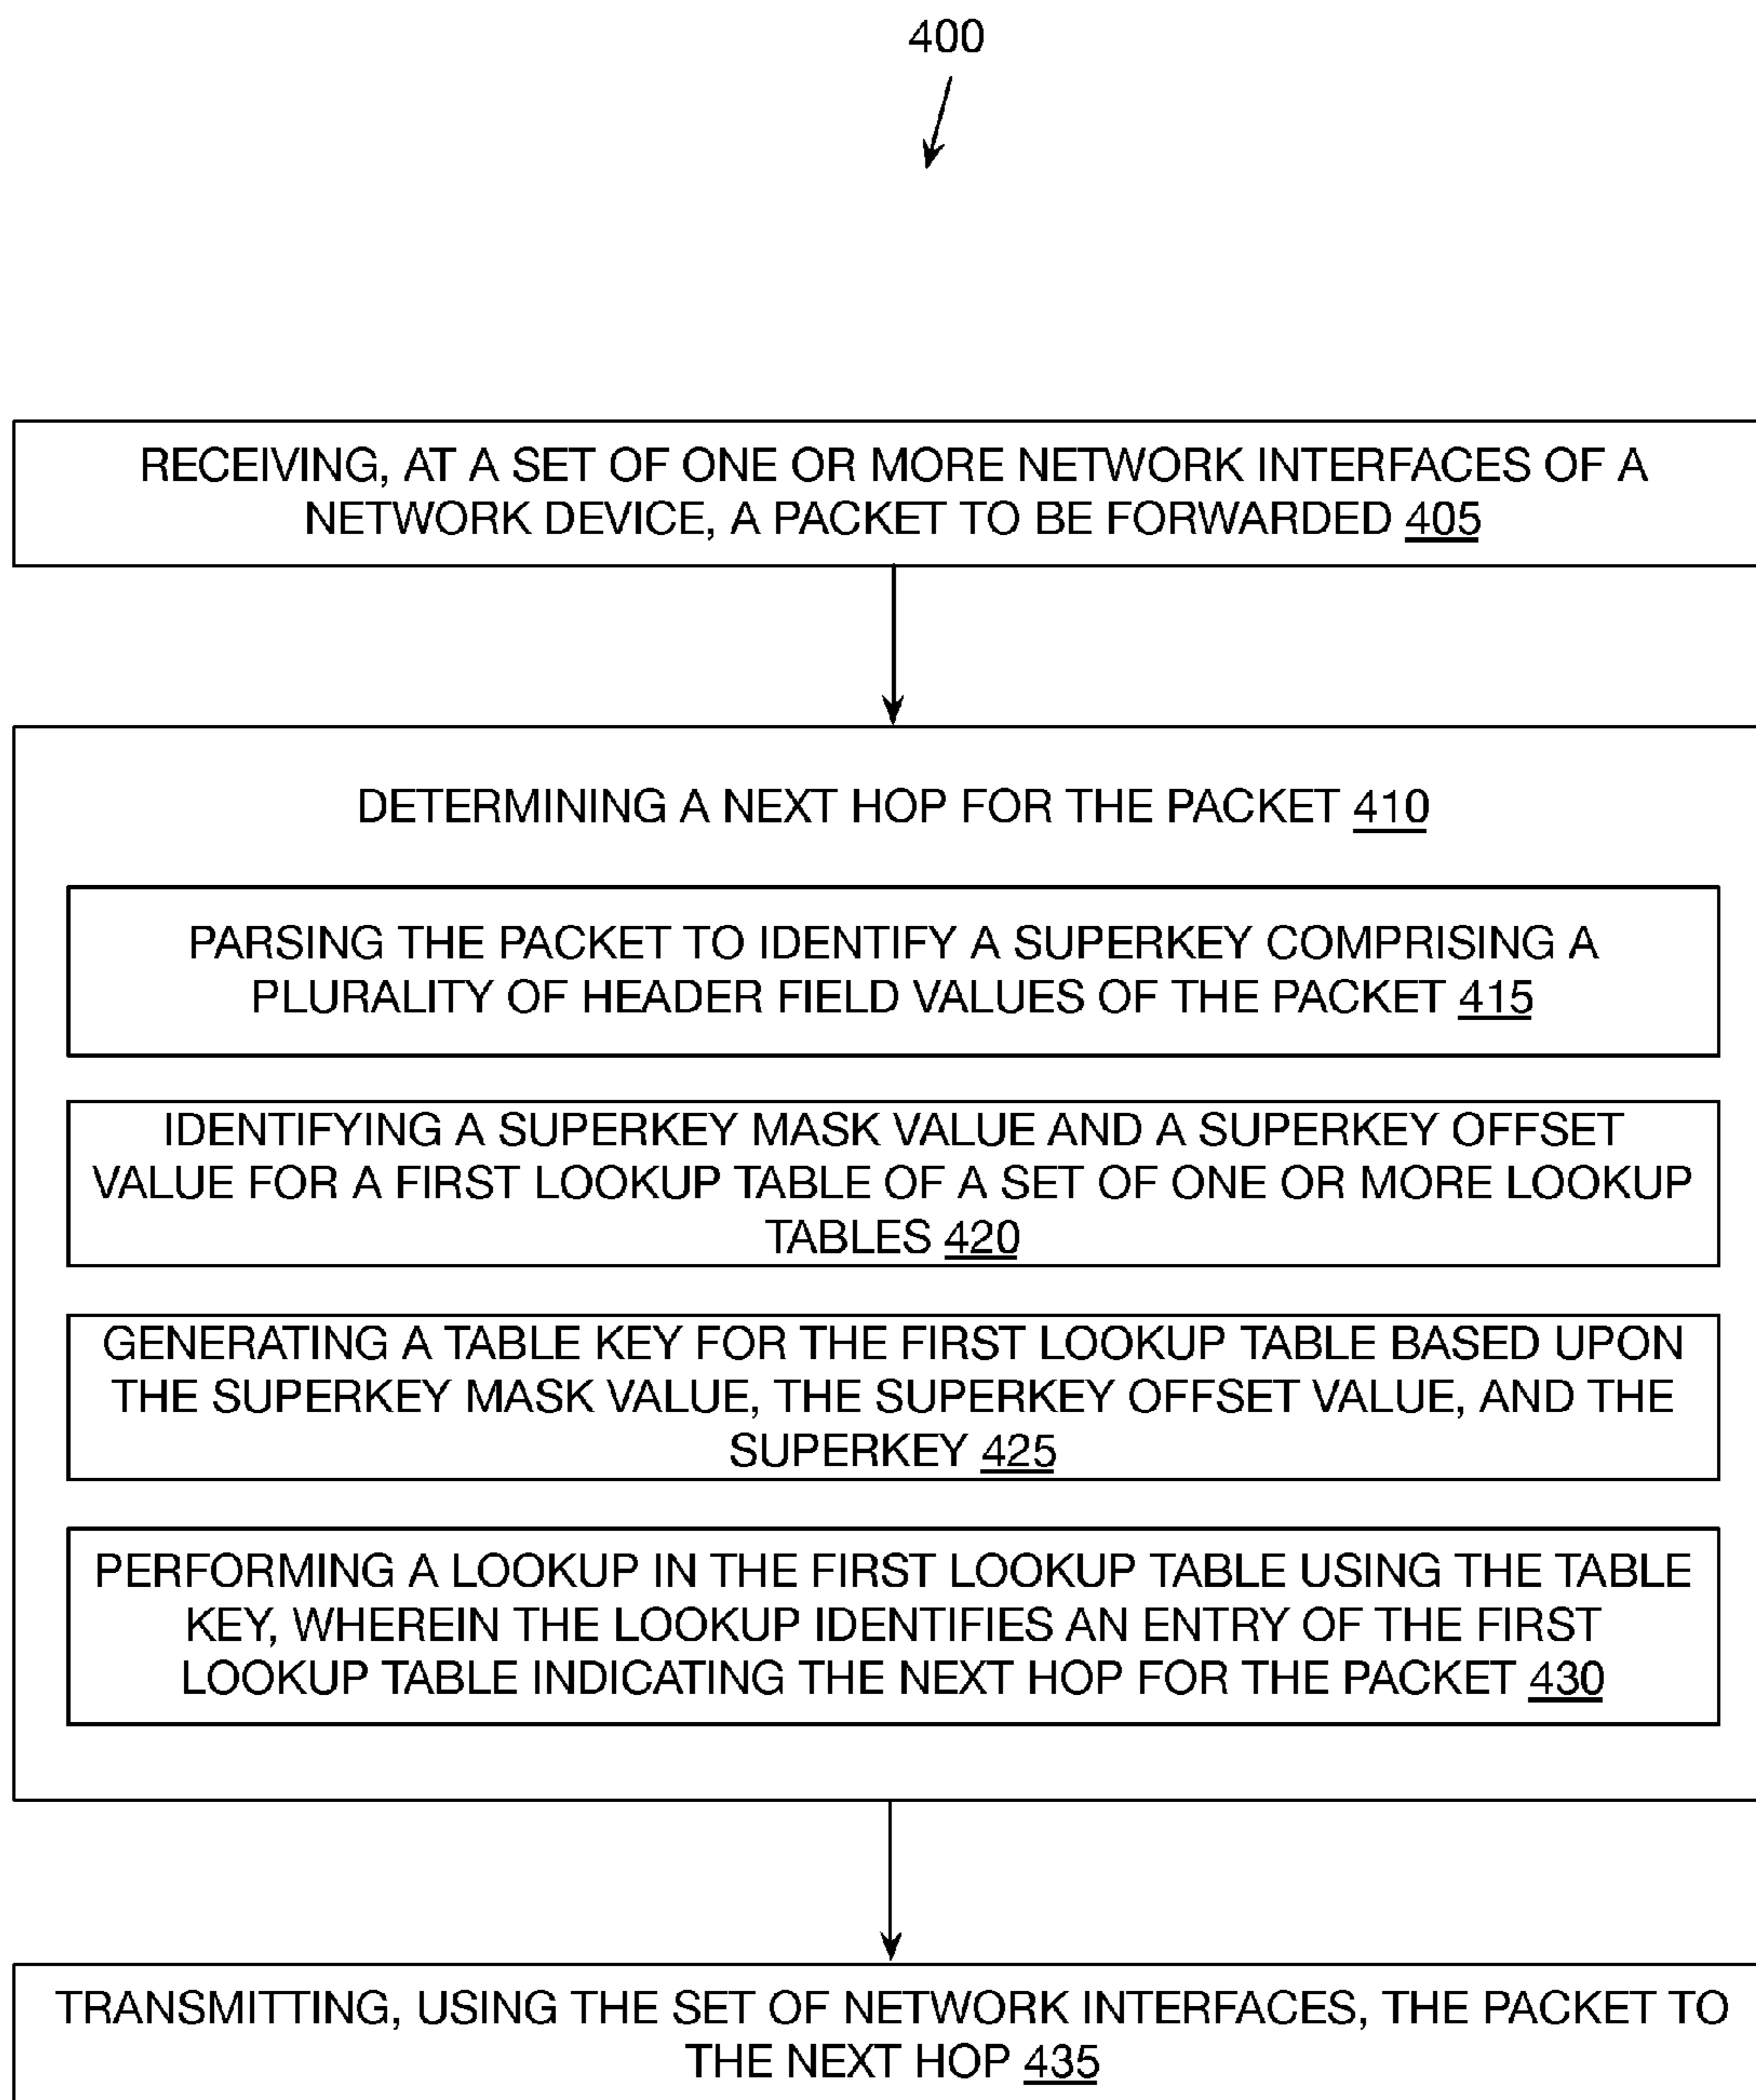 400
RECEIVING, AT A SET OF ONE OR MORE NETWORK INTERFACES OF A
NETWORK DEVICE, A PACKET TO BE FORWARDED 405
DETERMINING A NEXT HOP FOR THE PACKET 410
PARSING THE PACKET TO IDENTIFY A SUPERKEY COMPRISING A
PLURALITY OF HEADER FIELD VALUES OF THE PACKET 415
IDENTIFYING A SUPERKEY MASK VALUE AND A SUPERKEY OFFSET
VALUE FOR A FIRST LOOKUP TABLE OF A SET OF ONE OR MORE LOOKUP
TABLES 420
GENERATING A TABLE KEY FOR THE FIRST LOOKUP TABLE BASED UPON
THE SUPERKEY MASK VALUE, THE SUPERKEY OFFSET VALUE, AND THE
SUPERKEY 425
PERFORMING A LOOKUP IN THE FIRST LOOKUP TABLE USING THE TABLE
KEY, WHEREIN THE LOOKUP IDENTIFIES AN ENTRY OF THE FIRST
LOOKUP TABLE INDICATING THE NEXT HOP FOR THE PACKET 430
TRANSMITTING, USING THE SET OF NETWORK INTERFACES, THE PACKET TO
THE NEXT HOP 435